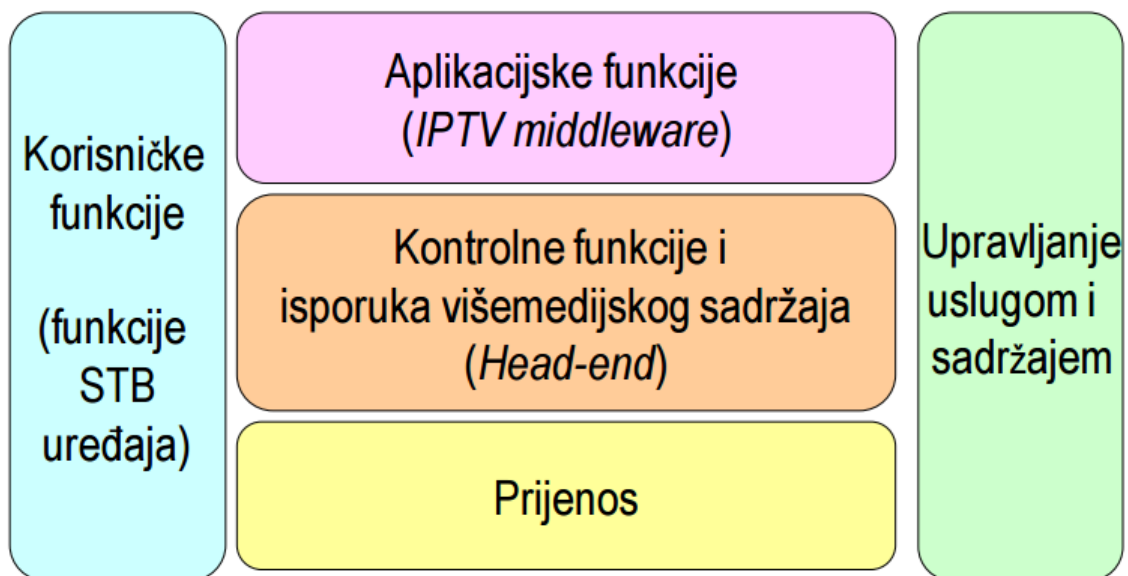 Korisničke
funkcije
(funkcije
STB
uređaja)
Aplikacijske funkcije
(IPTV middleware)
Kontrolne funkcije i
isporuka višemedijskog sadržaja
(Head-end)
Prijenos
Upravljanje
uslugom i
sadržajem